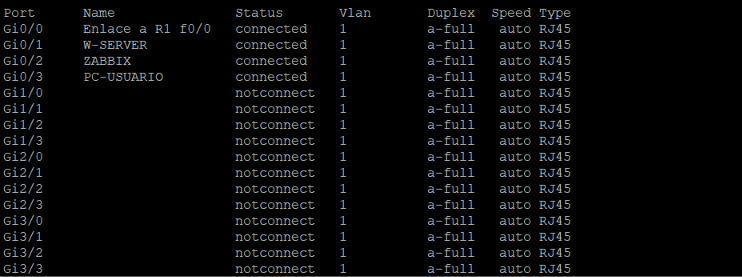 Port Name Status Vlan Duplex Speed Type
Gi0/0 Enlace a R1 f0/0 connected 1 a-full auto RJ45
Gi0/1 W-SERVER connected 1 a-full auto RJ45
Gi0/2 ZABBIX connected 1 a-full auto RJ45
Gi0/3 PC-USUARIO connected 1 a-full auto RJ45
Gi1/0 notconnect 1 a-full auto RJ45
Gi1/1 notconnect 1 a-full auto RJ45
Gi1/2 notconnect 1 a-full auto RJ45
Gi1/3 notconnect 1 a-full auto RJ45
Gi2/0 notconnect 1 a-full auto RJ45
Gi2/1 notconnect 1 a-full auto RJ45
Gi2/2 notconnect 1 a-full auto RJ45
Gi2/3 notconnect 1 a-full auto RJ45
Gi3/0 notconnect 1 a-full auto RJ45
Gi3/1 notconnect 1 a-full auto RJ45
Gi3/2 notconnect 1 a-full auto RJ45
Gi3/3 notconnect 1 a-full auto RJ45